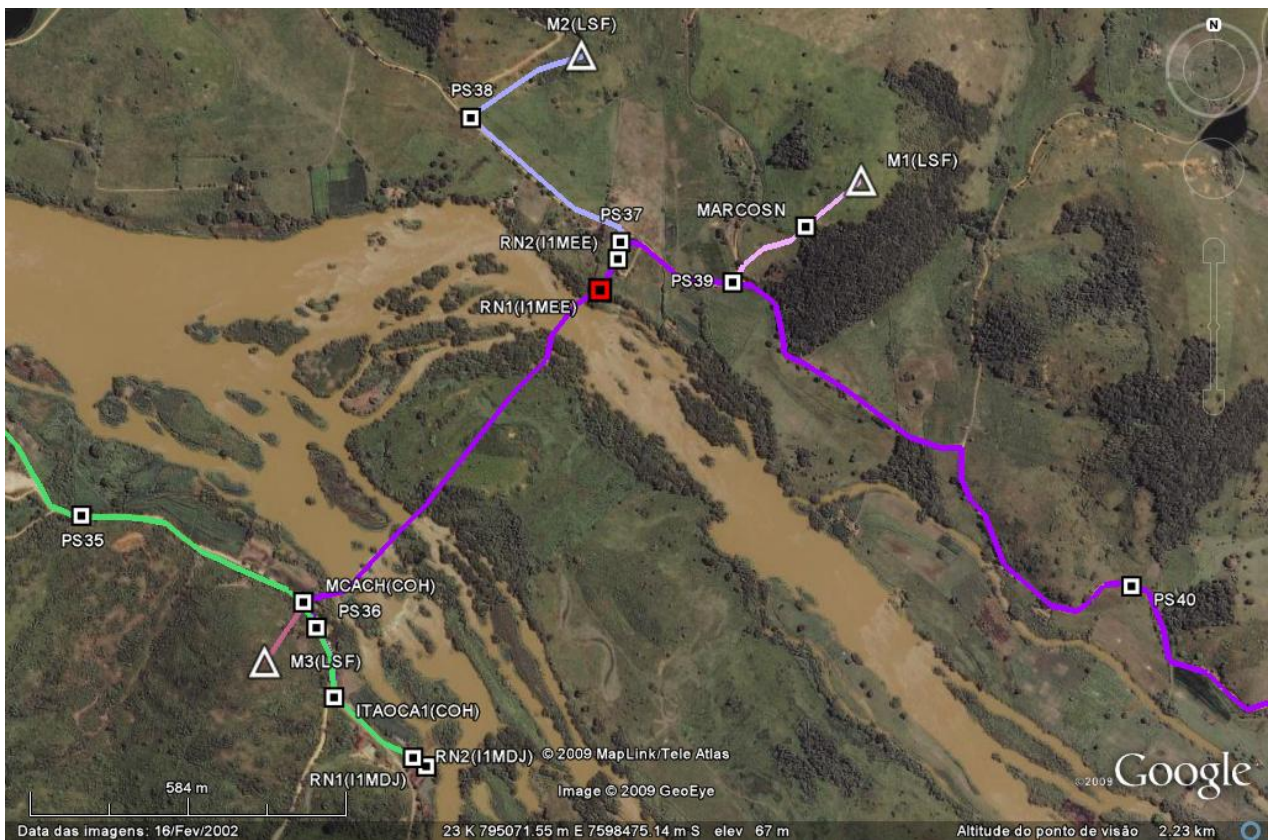 M2(LSF)
N
PS38
M1(LSF)
MARCOSN
PS37
RN2(I1MEE)
PS39
RN1(I1MEE)
PS35
MCACH(COH)
PS36
PS40
M3(LSF)
ITAOCA1(COH)
RN2(I1MDJ)
© 2009 MapLink/Tele Atlas
RN1(I1MDJ)
584 m
Image © 2009 GeoEye
©2009 Google
Data das imagens: 16/Fev/2002 23 K 795071.55 m E 7598475.14 m S elev 67 m Altitude do ponto de visão 2.23 km